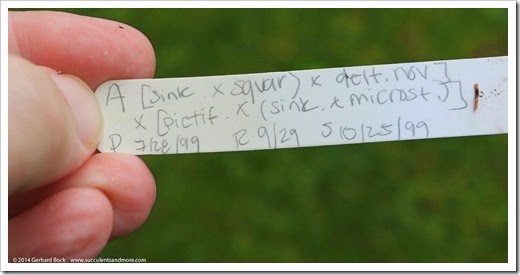 A [sink. x squar) x delt. nov]
x [pictif. x (sink. x microst.)]
P 7/28/99 R 9/29 S 10/25/99
© 2014 Gerhard Bock www.succulentsandmore.com